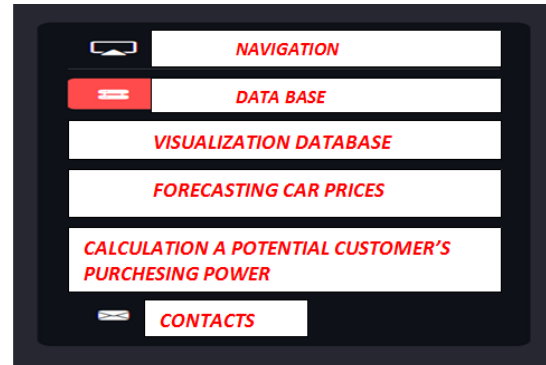 NAVIGATION
DATA BASE
VISUALIZATION DATABASE
FORECASTING CAR PRICES
CALCULATION A POTENTIAL CUSTOMER'S
PURCHESING POWER
CONTACTS